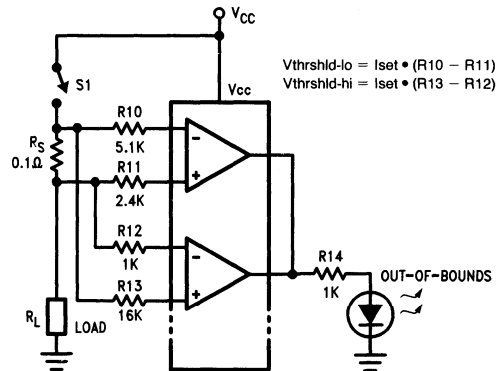 VCC
Vthrshld-lo = Iset • (R10 − R11)
Vthrshld-hi = Iset • (R13 − R12)
S1
Vcc
R10
5.1K
RS
0.1Ω
R11
2.4K
R12
1K
R13
16K
R14
1K
OUT-OF-BOUNDS
RL
LOAD
−
+
−
+